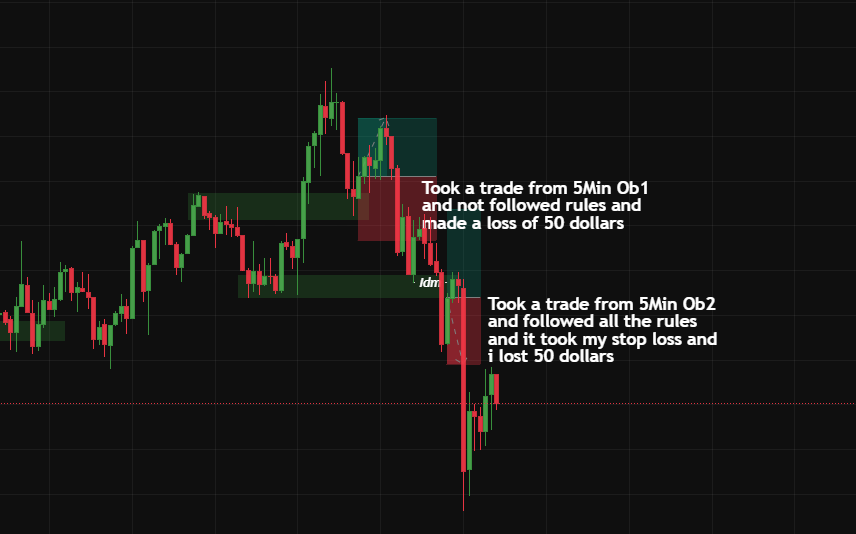 Took a trade from 5Min Ob1
and not followed rules and
made a loss of 50 dollars
Idm
Took a trade from 5Min Ob2
and followed all the rules
and it took my stop loss and
i lost 50 dollars